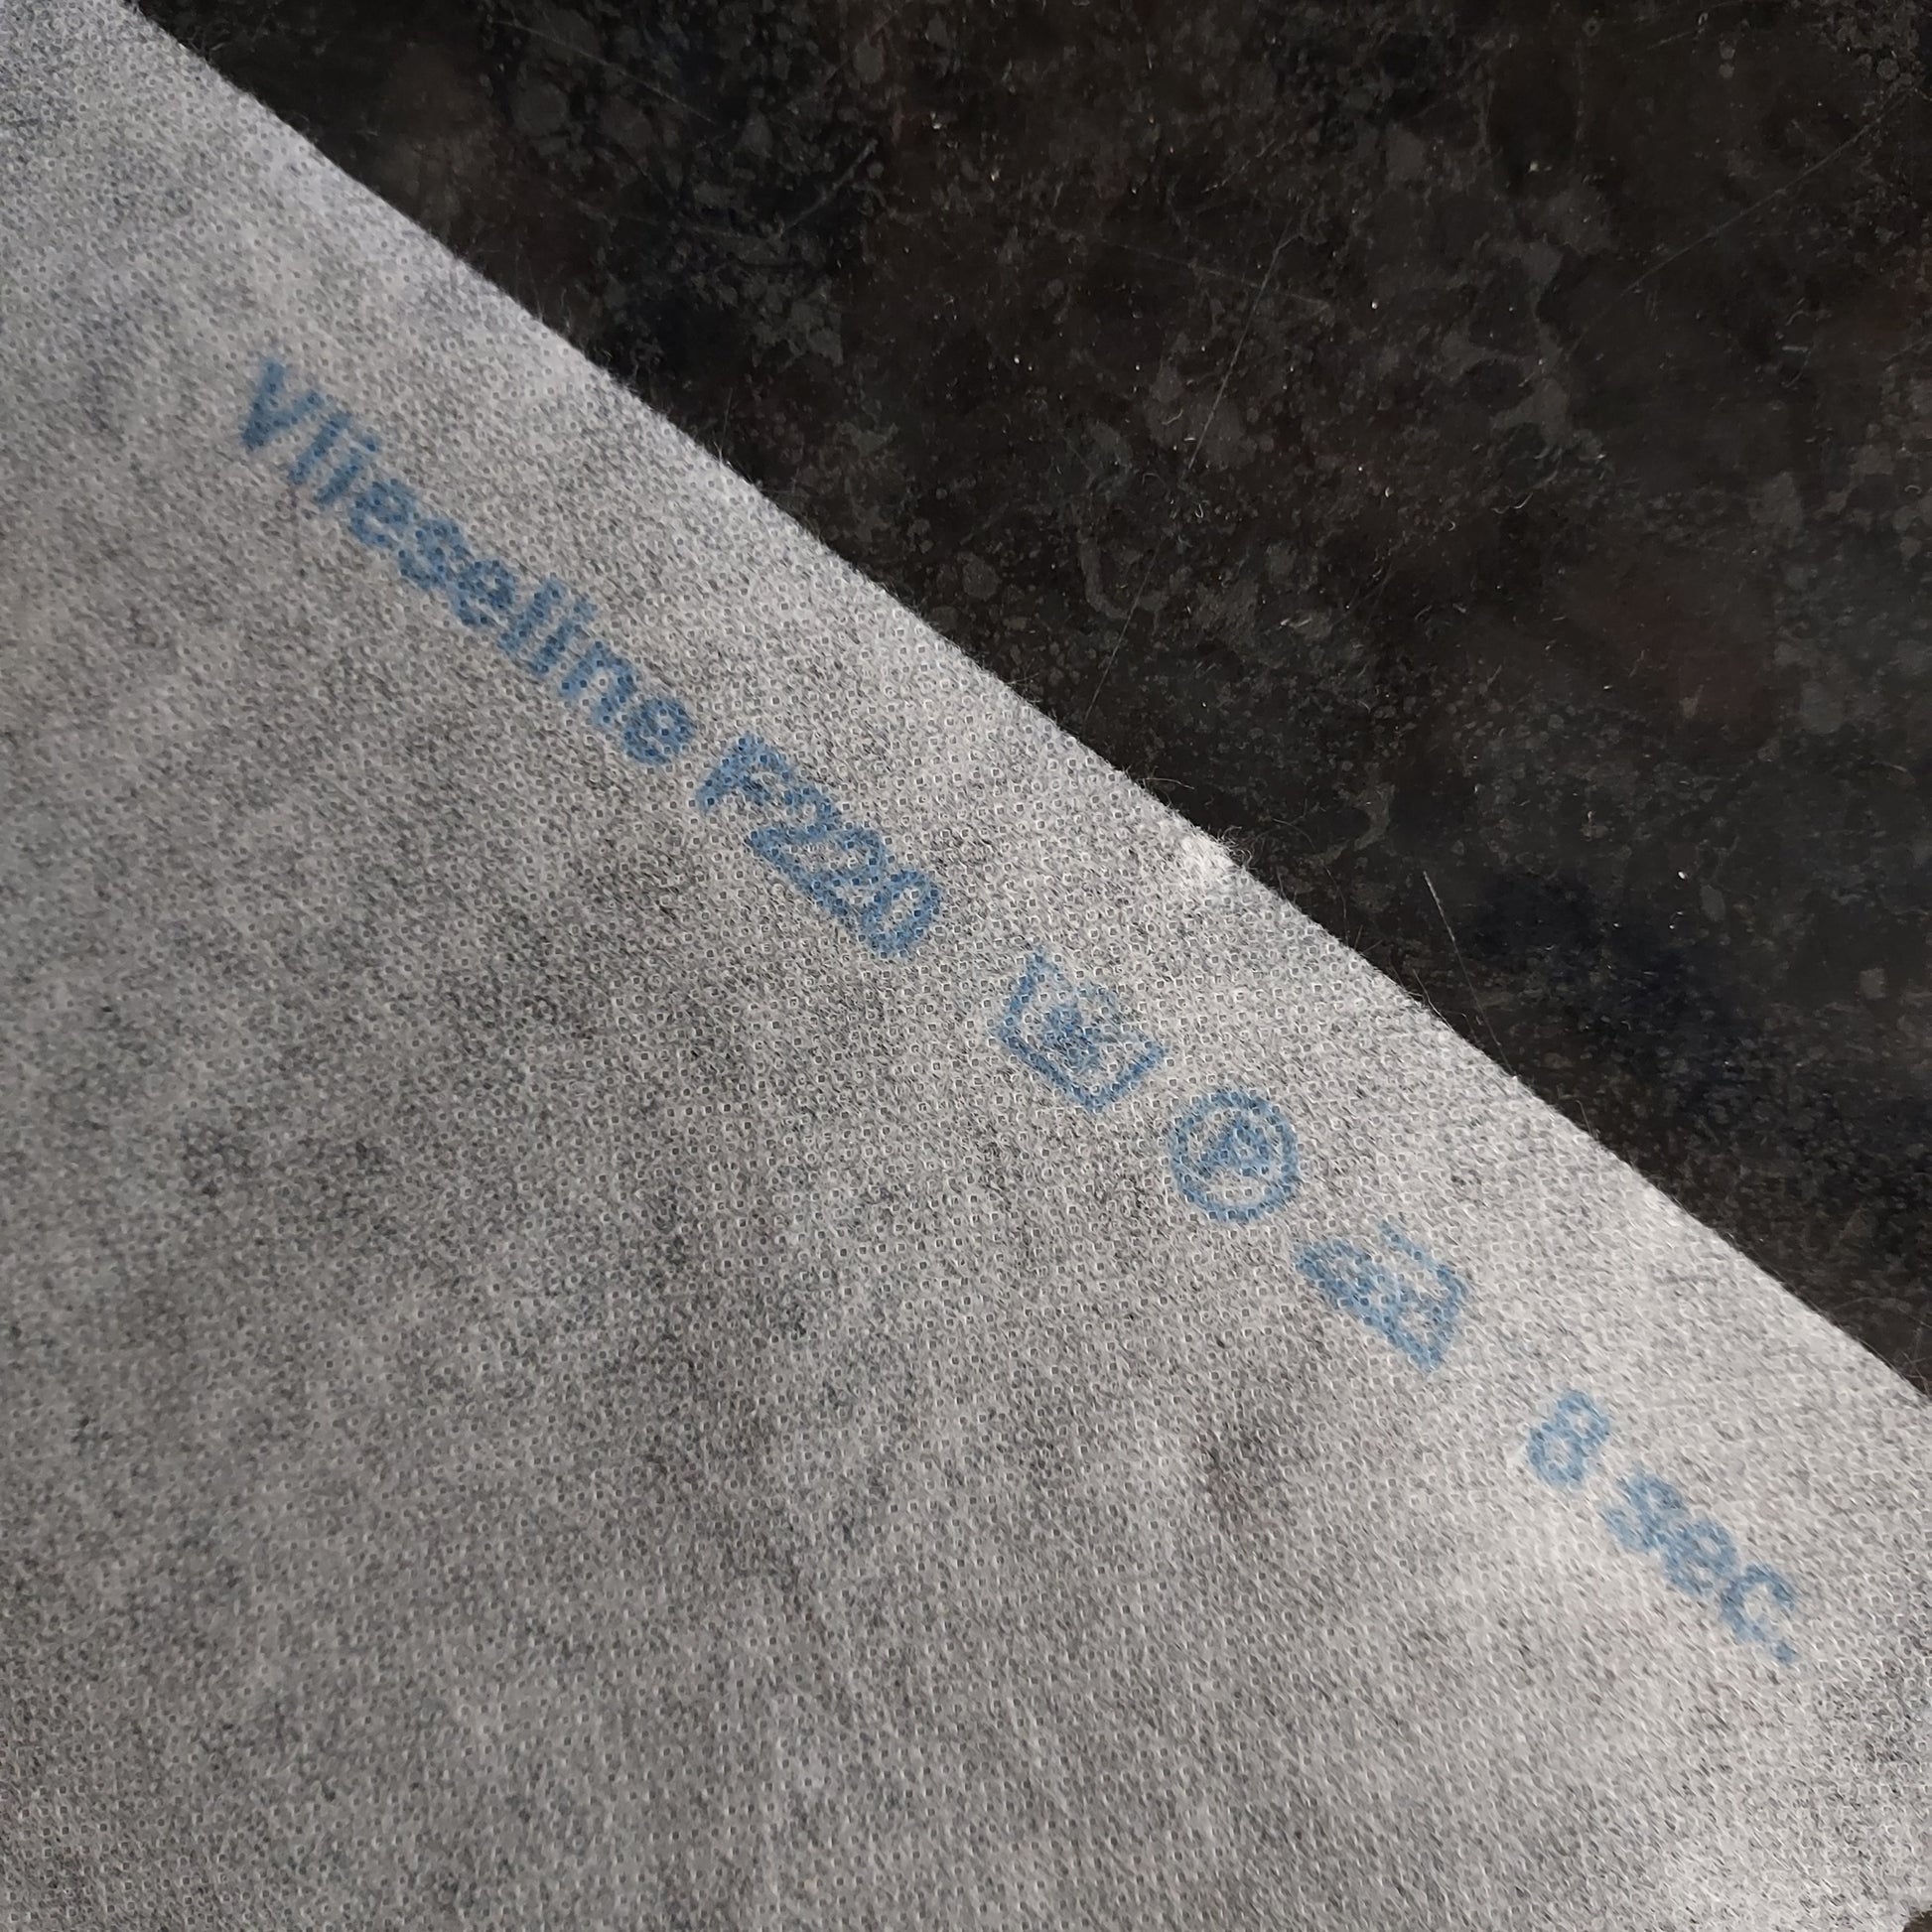 Vlieseline F220 P 8 sec.